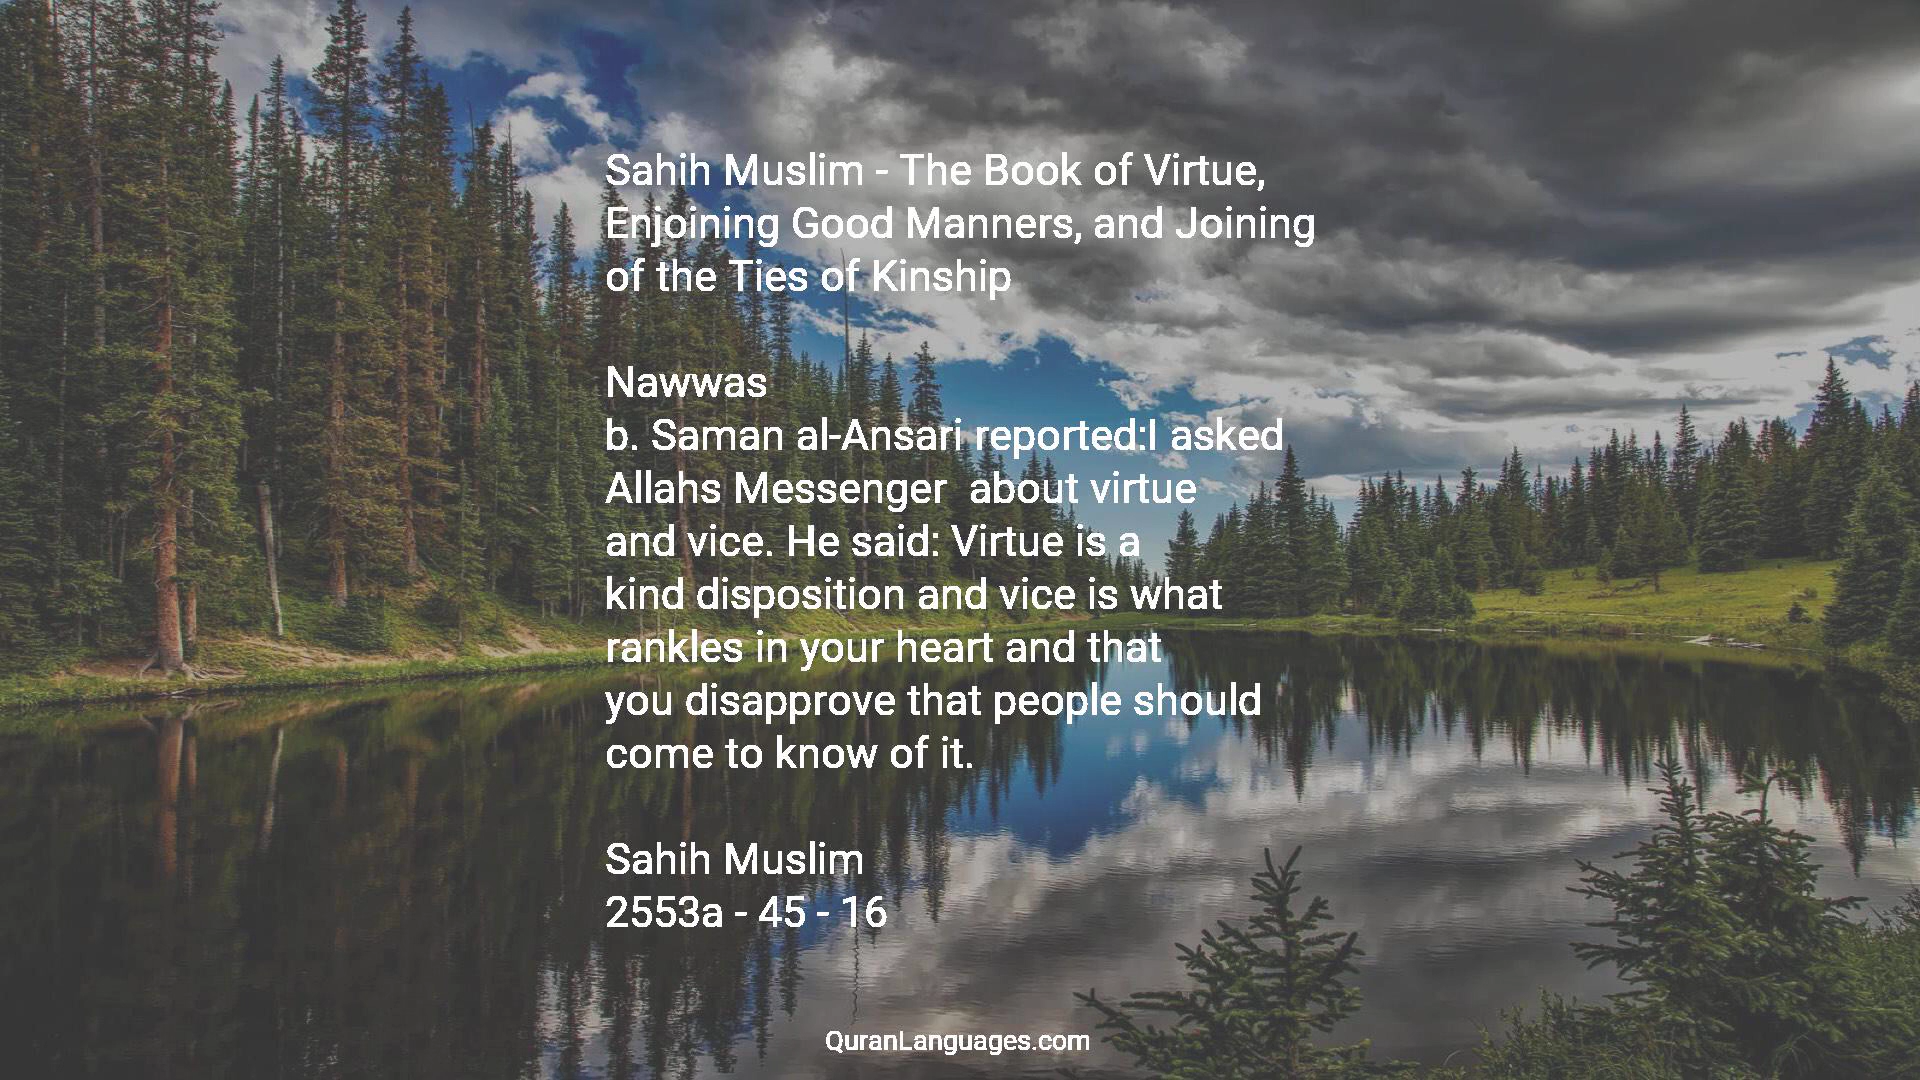 Sahih Muslim - The Book of Virtue,
Enjoining Good Manners, and Joining
of the Ties of Kinship
Nawwas
b. Saman al-Ansari reported:I asked
Allahs Messenger  about virtue
and vice. He said: Virtue is a
kind disposition and vice is what
rankles in your heart and that
you disapprove that people should
come to know of it.
Sahih Muslim
2553a - 45 - 16
QuranLanguages.com